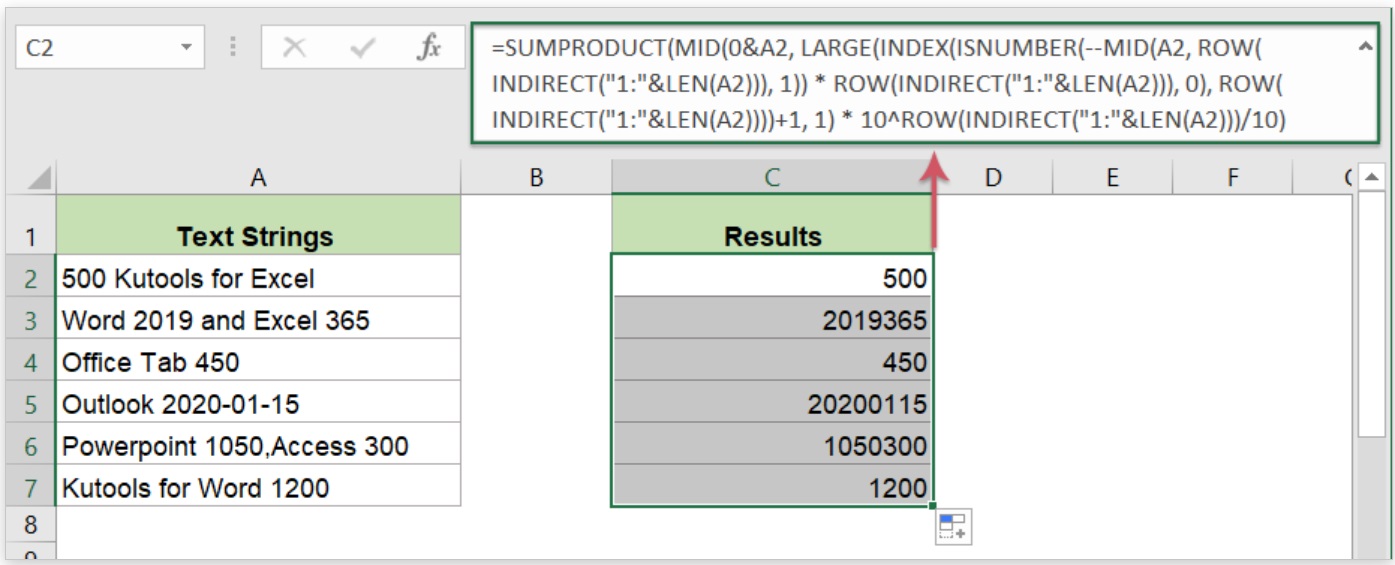 C2 fx =SUMPRODUCT(MID(0&A2, LARGE(INDEX(ISNUMBER(--MID(A2, ROW(
INDIRECT("1:"&LEN(A2))), 1)) * ROW(INDIRECT("1:"&LEN(A2))), 0), ROW(
INDIRECT("1:"&LEN(A2))))+1, 1) * 10^ROW(INDIRECT("1:"&LEN(A2)))/10)
A B C D E F
1 Text Strings Results
2 500 Kutools for Excel 500
3 Word 2019 and Excel 365 2019365
4 Office Tab 450 450
5 Outlook 2020-01-15 20200115
6 Powerpoint 1050,Access 300 1050300
7 Kutools for Word 1200 1200
8